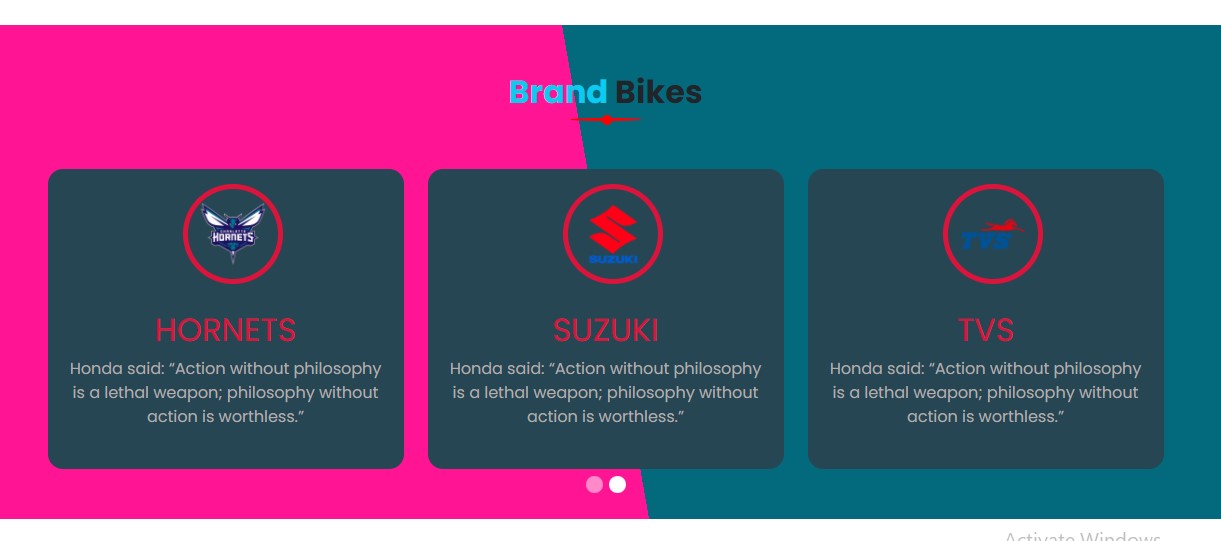 Brand Bikes
CHARLOTTE
HORNETS
SUZUKI
TVS
HORNETS
Honda said: “Action without philosophy
is a lethal weapon; philosophy without
action is worthless.”
SUZUKI
Honda said: “Action without philosophy
is a lethal weapon; philosophy without
action is worthless.”
TVS
Honda said: “Action without philosophy
is a lethal weapon; philosophy without
action is worthless.”
Activate Windows